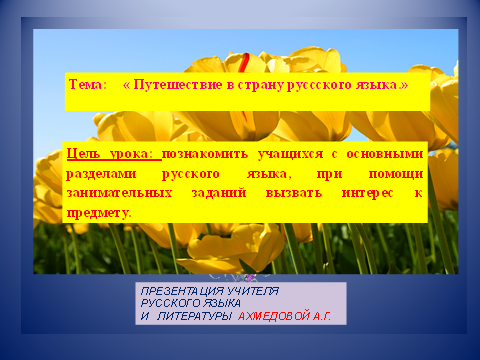 Тема: « Путешествие в страну руссского языка.»
Цель урока: познакомить учащихся с основными
разделами русского языка, при помощи
занимательных заданий вызвать интерес к
предмету.
ПРЕЗЕНТАЦИЯ УЧИТЕЛЯ
РУССКОГО ЯЗЫКА
И ЛИТЕРАТУРЫ АХМЕДОВОЙ А.Г.